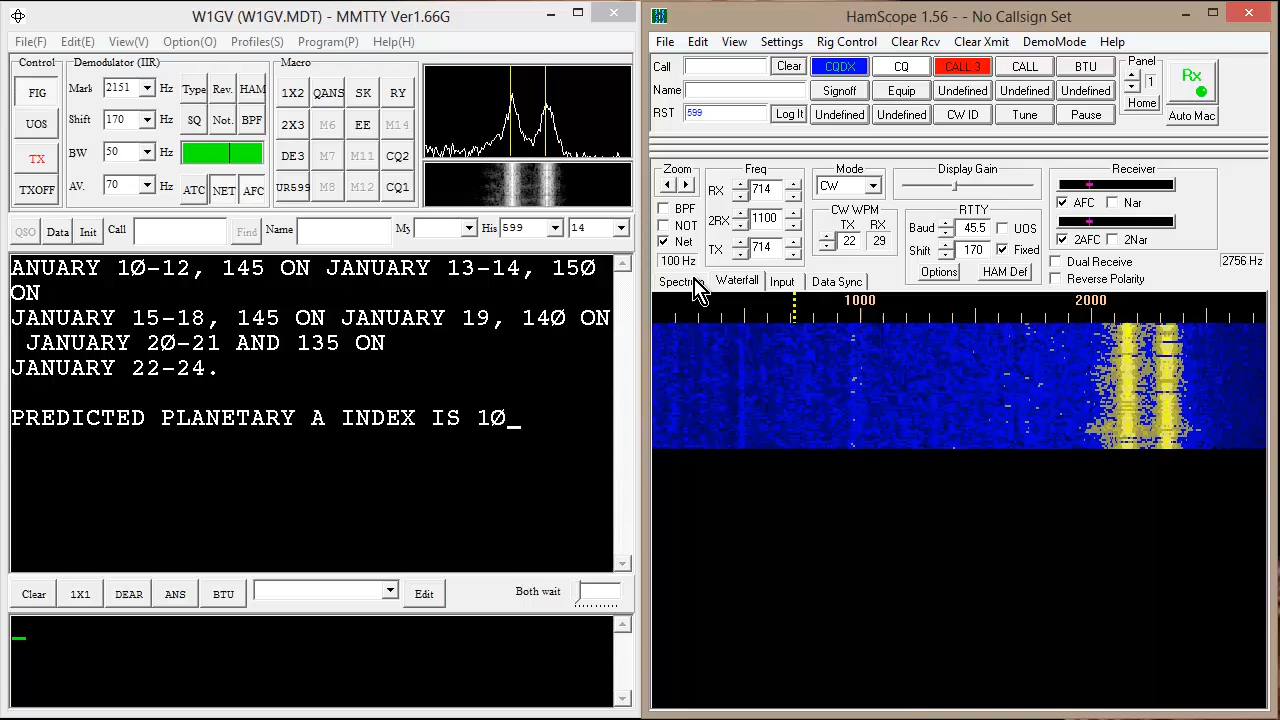 W1GV (W1GV.MDT) - MMTTY Ver1.66G
File(F) Edit(E) View(V) Option(O) Profiles(S) Program(P) Help(H)
Control Demodulator (IIR) Macro
FIG Mark 2151 Hz Type Rev. HAM 1X2 QANS SK RY
UOS Shift 170 Hz SQ Not. BPF 2X3 M6 EE M14
TX BW 50 Hz DE3 M7 M11 CQ2
TXOFF AV. 70 Hz ATC NET AFC UR599 M8 M12 CQ1
QSO Data Init Call Find Name My His 599 14
ANUARY 1Ø-12, 145 ON JANUARY 13-14, 15Ø
ON
JANUARY 15-18, 145 ON JANUARY 19, 14Ø ON
JANUARY 2Ø-21 AND 135 ON
JANUARY 22-24.
PREDICTED PLANETARY A INDEX IS 1Ø_
Clear 1X1 DEAR ANS BTU Edit Both wait
HamScope 1.56 - - No Callsign Set
File Edit View Settings Rig Control Clear Rcv Clear Xmit DemoMode Help
Call Clear CQDX CQ CALL 3 CALL BTU Panel 1 Rx
Name Signoff Equip Undefined Undefined Undefined Home
RST 599 Log It Undefined Undefined CW ID Tune Pause Auto Mac
Zoom Freq Mode Display Gain Receiver
RX 714 CW
BPF CW WPM RTTY AFC Nar
NOT 2RX 1100 TX RX Baud 45.5 UOS
Net TX 714 22 29 Shift 170 Fixed 2AFC 2Nar
100 Hz Options HAM Def Dual Receive 2756 Hz
Waterfall Input Data Sync Reverse Polarity
1000 2000